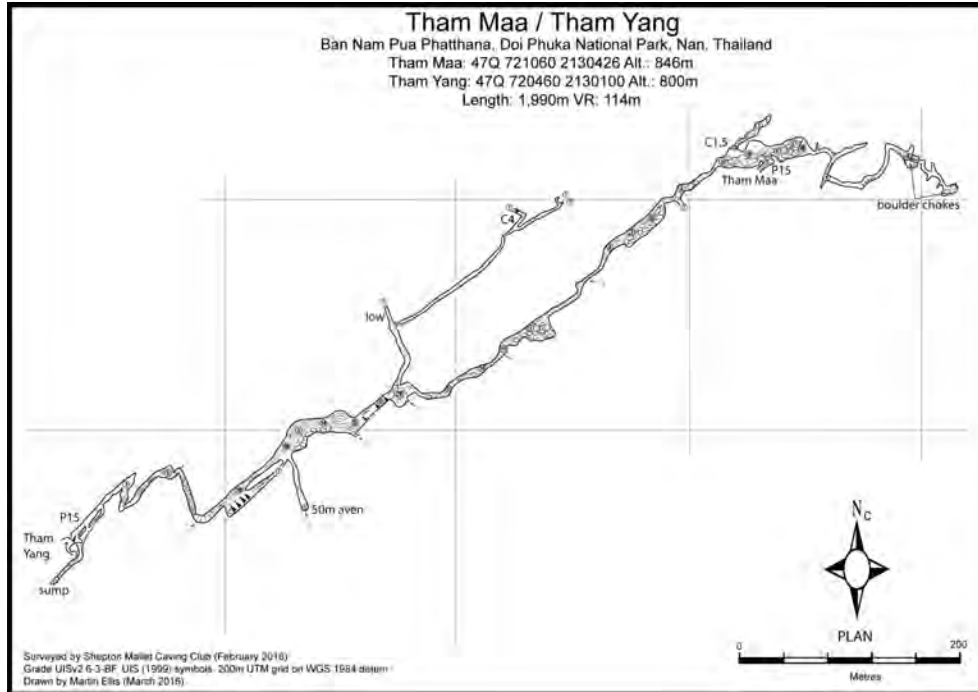 Tham Maa / Tham Yang
Ban Nam Pua Phatthana, Doi Phuka National Park, Nan, Thailand
Tham Maa: 47Q 721060 2130426 Alt.: 846m
Tham Yang: 47Q 720460 2130100 Alt.: 800m
Length: 1,990m VR: 114m
C1.5
P15
Tham Maa
boulder chokes
C4
low
50m aven
P15
Tham
Yang
sump
Nc
PLAN
0 200
Metres
Surveyed by Shepton Mallet Caving Club (February 2016)
Grade UISv2 6-3-BF, UIS (1999) symbols. 200m UTM grid on WGS 1984 datum
Drawn by Martin Ellis (March 2016)